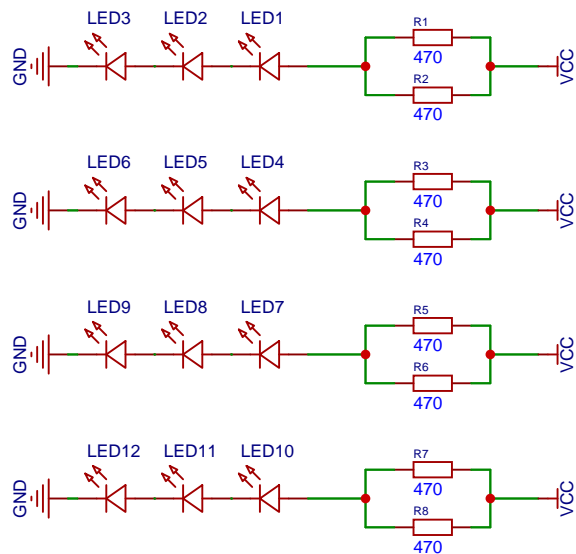 LED3 LED2 LED1 R1
470
GND VCC
R2
470
LED6 LED5 LED4 R3
470
GND VCC
R4
470
LED9 LED8 LED7 R5
470
GND VCC
R6
470
LED12 LED11 LED10 R7
470
GND VCC
R8
470